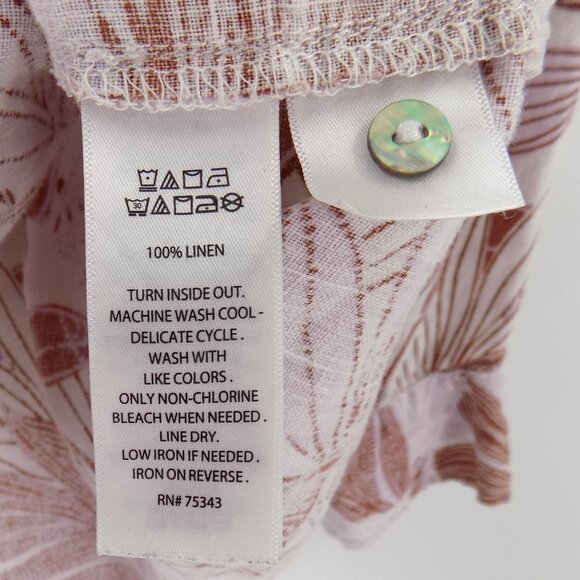 30
100% LINEN
TURN INSIDE OUT.
MACHINE WASH COOL -
DELICATE CYCLE .
WASH WITH
LIKE COLORS .
ONLY NON-CHLORINE
BLEACH WHEN NEEDED .
LINE DRY.
LOW IRON IF NEEDED .
IRON ON REVERSE .
RN# 75343